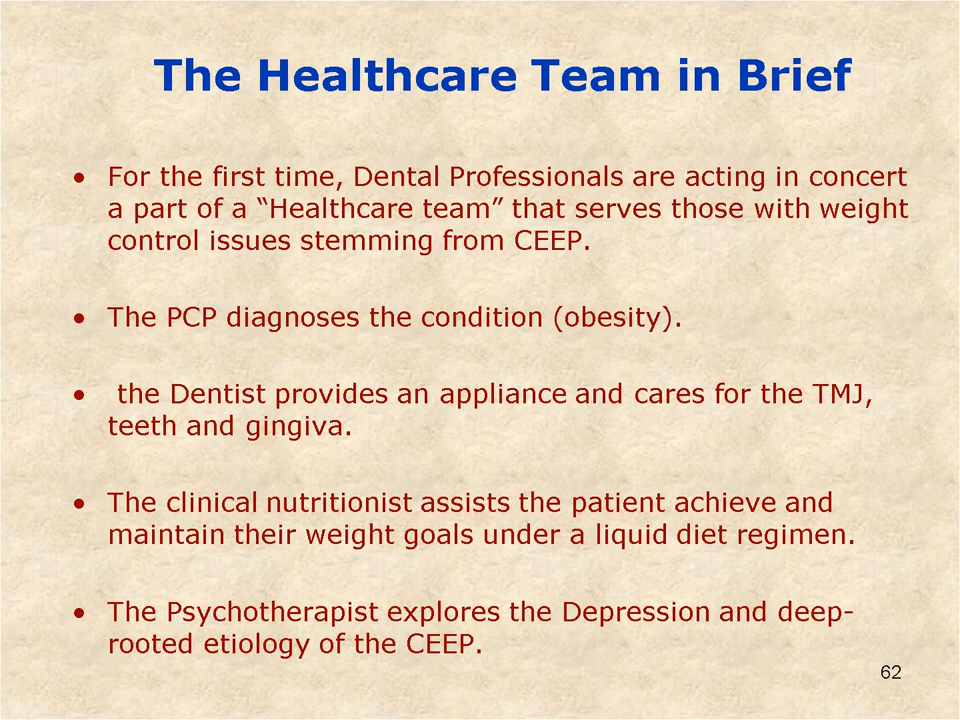 The Healthcare Team in Brief
• For the first time, Dental Professionals are acting in concert
a part of a “Healthcare team” that serves those with weight
control issues stemming from CEEP.
• The PCP diagnoses the condition (obesity).
• the Dentist provides an appliance and cares for the TMJ,
teeth and gingiva.
• The clinical nutritionist assists the patient achieve and
maintain their weight goals under a liquid diet regimen.
• The Psychotherapist explores the Depression and deep-
rooted etiology of the CEEP.
62